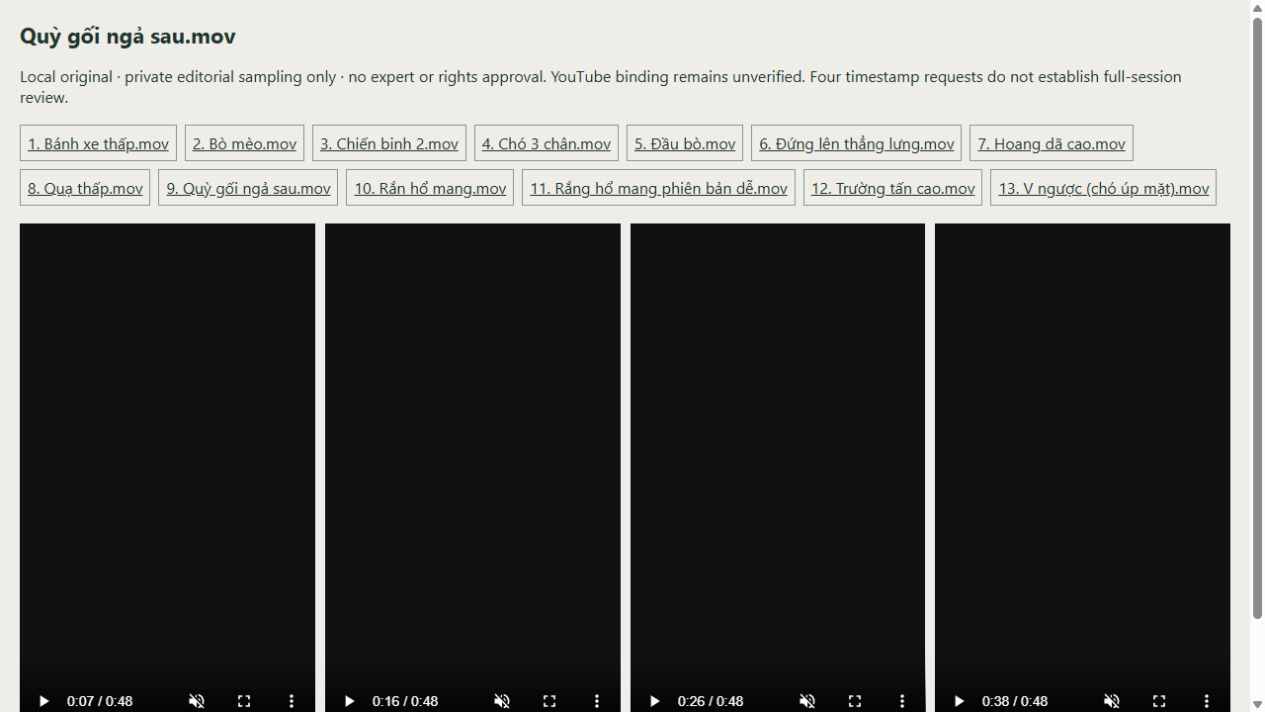 Quỳ gối ngả sau.mov
Local original · private editorial sampling only · no expert or rights approval. YouTube binding remains unverified. Four timestamp requests do not establish full-session
review.
1. Bánh xe thấp.mov 2. Bò mèo.mov 3. Chiến binh 2.mov 4. Chó 3 chân.mov 5. Đầu bò.mov 6. Đứng lên thẳng lưng.mov 7. Hoang dã cao.mov
8. Quạ thấp.mov 9. Quỳ gối ngả sau.mov 10. Rắn hổ mang.mov 11. Rắng hổ mang phiên bản dễ.mov 12. Trường tấn cao.mov 13. V ngược (chó úp mặt).mov
0:07 / 0:48 0:16 / 0:48 0:26 / 0:48 0:38 / 0:48